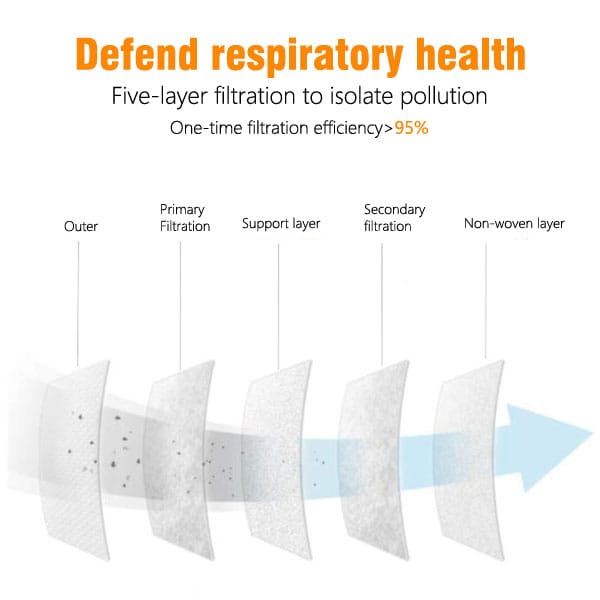 Defend respiratory health
Five-layer filtration to isolate pollution
One-time filtration efficiency>95%
Outer
Primary
Filtration
Support layer
Secondary
filtration
Non-woven layer